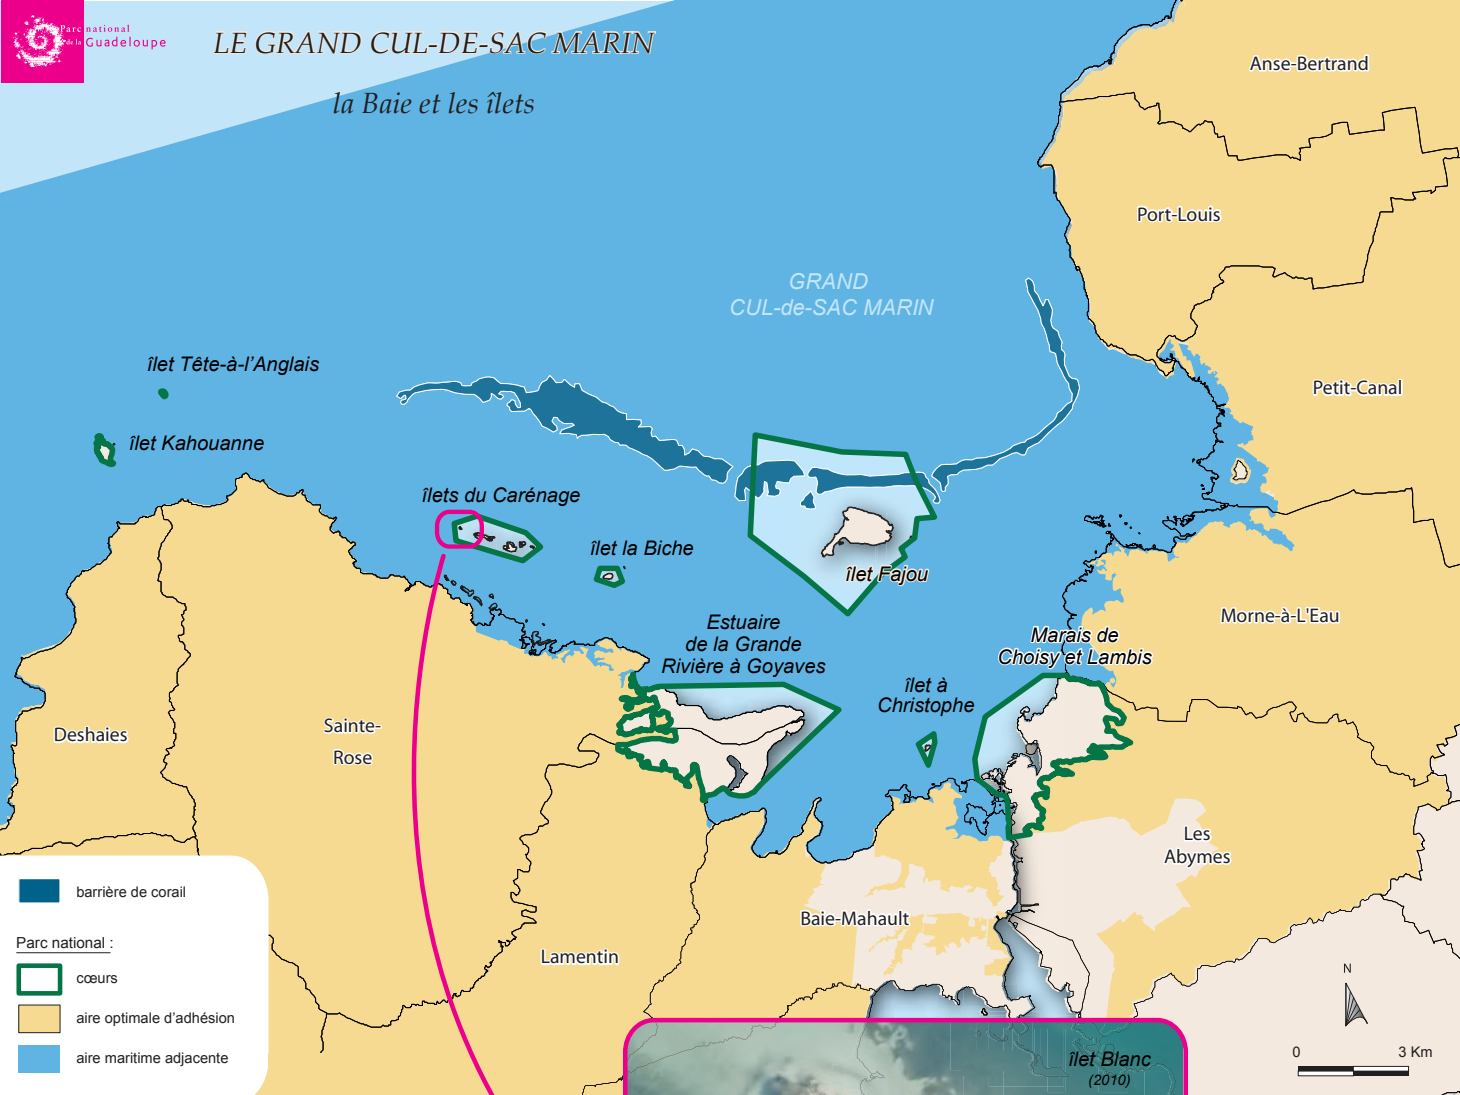 Parc national
de la Guadeloupe
LE GRAND CUL-DE-SAC MARIN
la Baie et les îlets
Anse-Bertrand
Port-Louis
GRAND
CUL-de-SAC MARIN
îlet Tête-à-l'Anglais
Petit-Canal
îlet Kahouanne
îlets du Carénage
îlet la Biche
îlet Fajou
Morne-à-L'Eau
Estuaire
de la Grande
Rivière à Goyaves
Marais de
Choisy et Lambis
îlet à
Christophe
Deshaies
Sainte-
Rose
Les
Abymes
barrière de corail
Baie-Mahault
Parc national :
Lamentin
cœurs
aire optimale d'adhésion
aire maritime adjacente
N
0 3 Km
îlet Blanc
(2010)